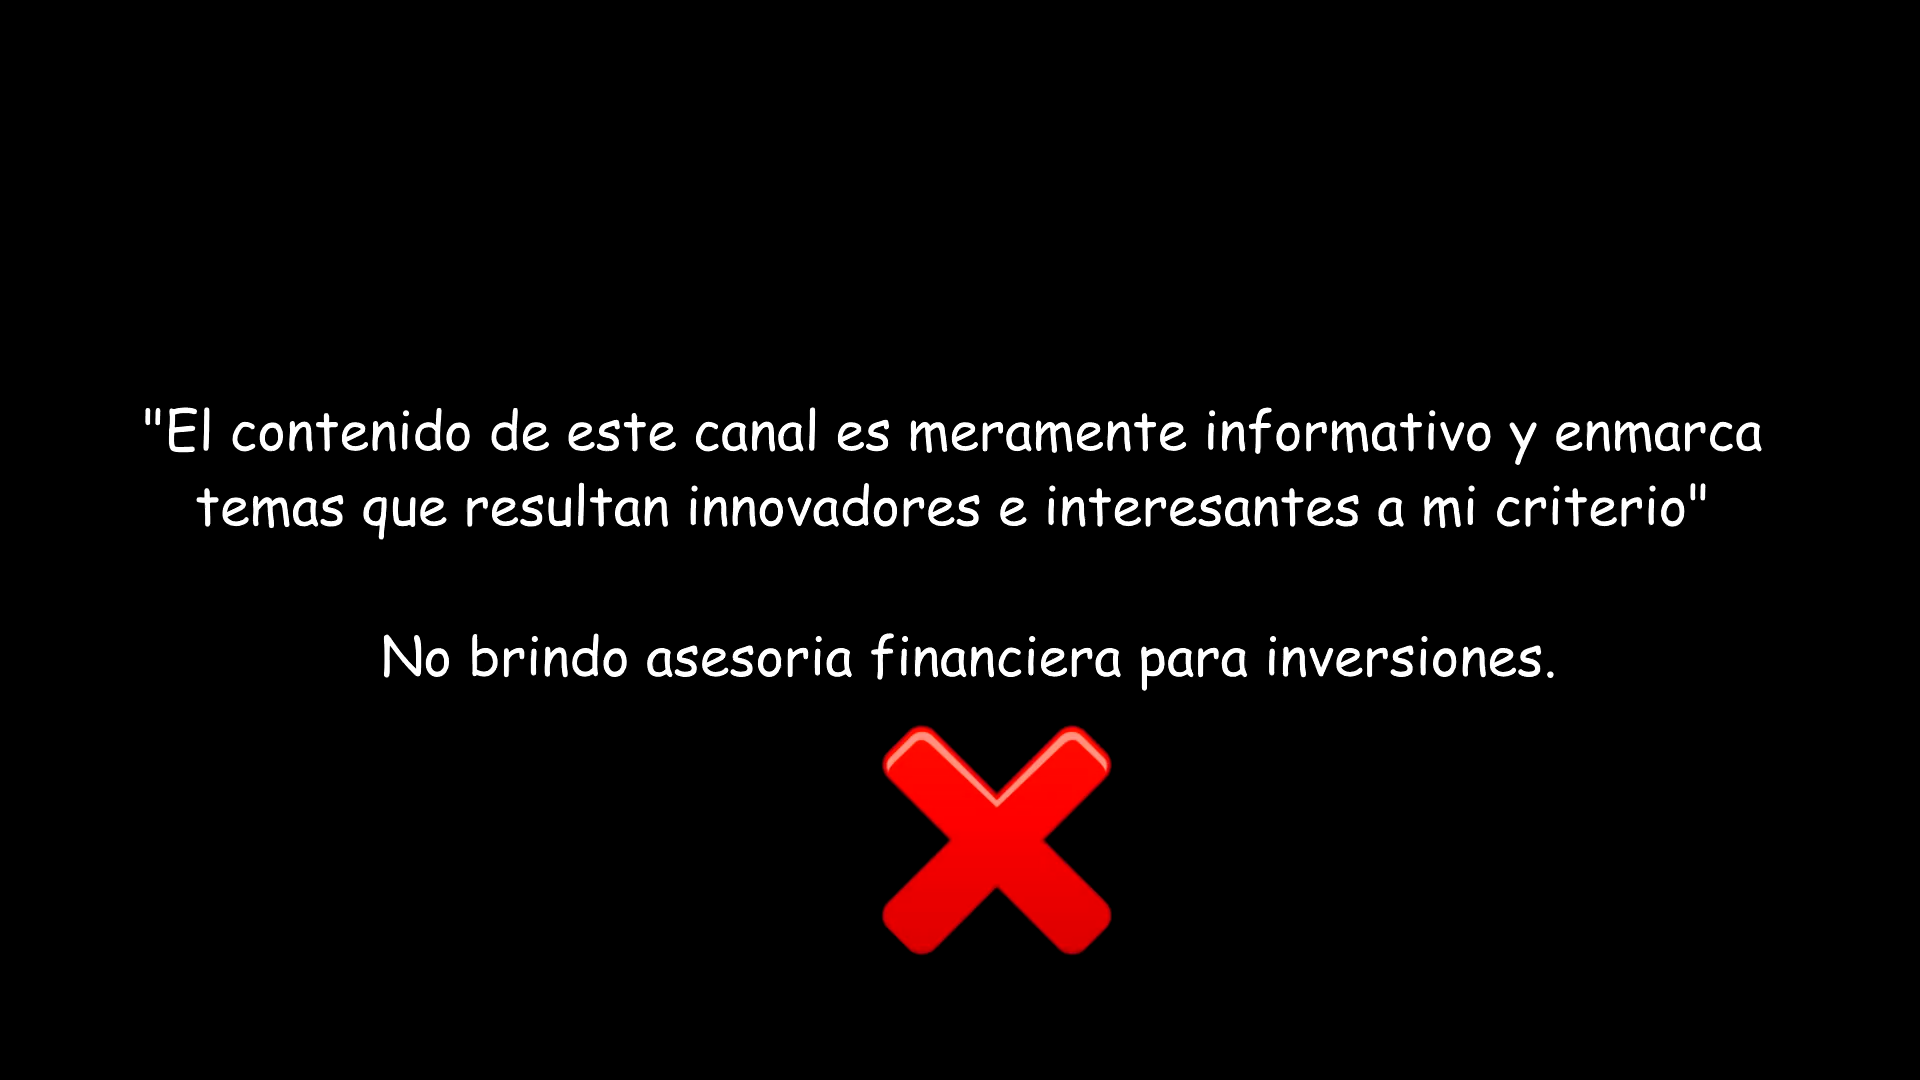 "El contenido de este canal es meramente informativo y enmarca
temas que resultan innovadores e interesantes a mi criterio"
No brindo asesoria financiera para inversiones.